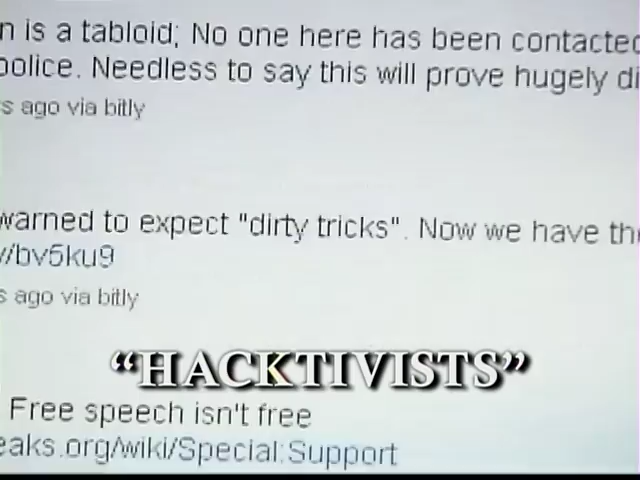 n is a tabloid; No one here has been contacted
police. Needless to say this will prove hugely di
s ago via bitly
warned to expect "dirty tricks". Now we have the
/bv5ku9
s ago via bitly
“HACKTIVISTS”
Free speech isn't free
eaks.org/wiki/Special:Support